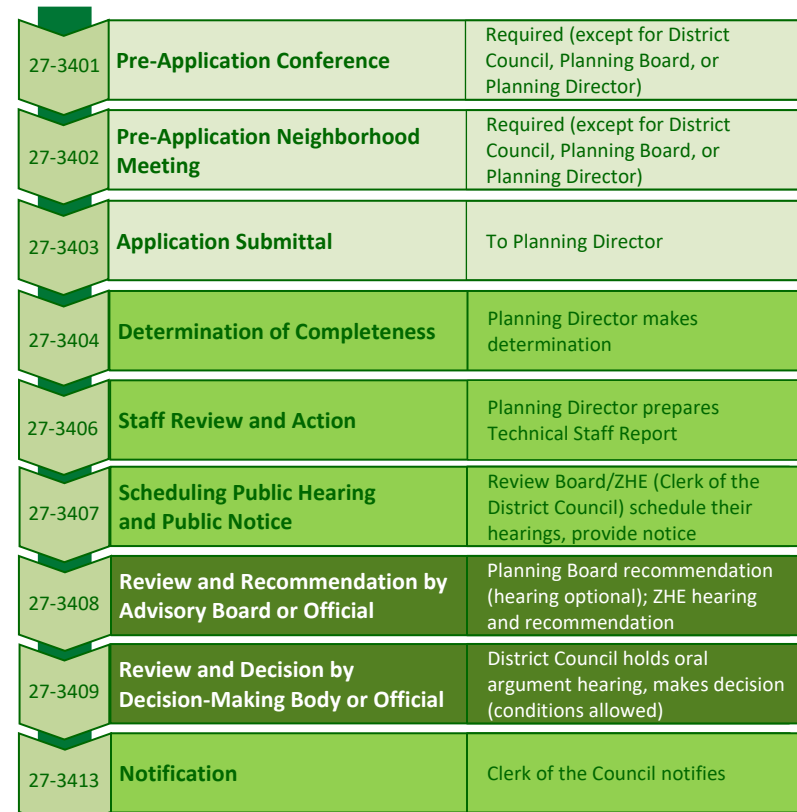 27-3401
Pre-Application Conference
Required (except for District
Council, Planning Board, or
Planning Director)
27-3402
Pre-Application Neighborhood
Meeting
Required (except for District
Council, Planning Board, or
Planning Director)
27-3403
Application Submittal
To Planning Director
27-3404
Determination of Completeness
Planning Director makes
determination
27-3406
Staff Review and Action
Planning Director prepares
Technical Staff Report
27-3407
Scheduling Public Hearing
and Public Notice
Review Board/ZHE (Clerk of the
District Council) schedule their
hearings, provide notice
27-3408
Review and Recommendation by
Advisory Board or Official
Planning Board recommendation
(hearing optional); ZHE hearing
and recommendation
27-3409
Review and Decision by
Decision-Making Body or Official
District Council holds oral
argument hearing, makes decision
(conditions allowed)
27-3413
Notification
Clerk of the Council notifies